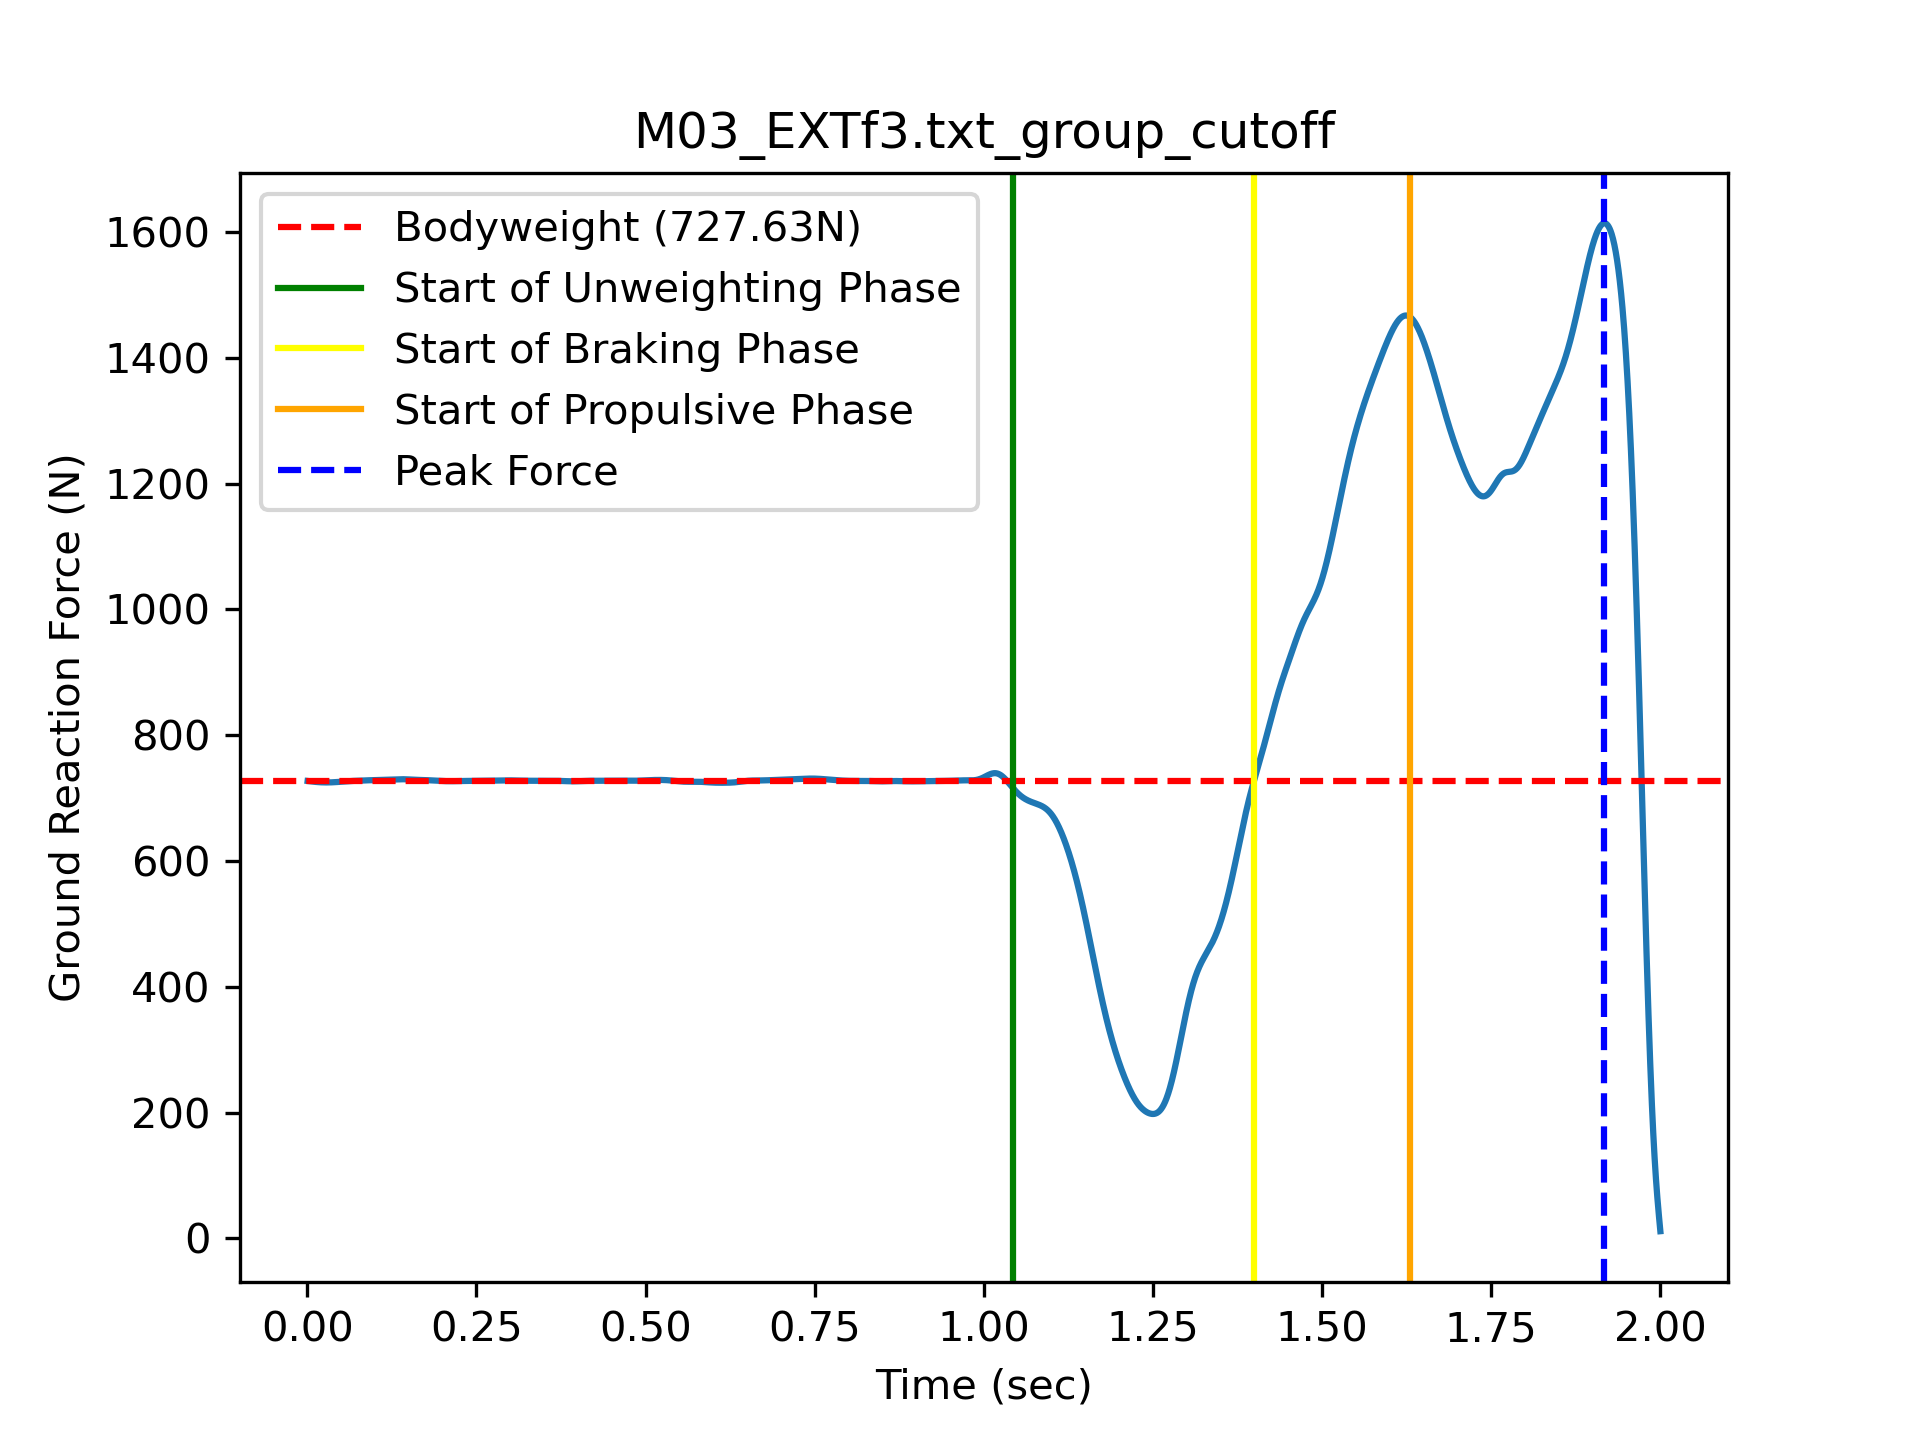 M03_EXTf3.txt_group_cutoff
Bodyweight (727.63N)
Start of Unweighting Phase
Start of Braking Phase
Start of Propulsive Phase
Peak Force
Ground Reaction Force (N)
1600
1400
1200
1000
800
600
400
200
0
0.00 0.25 0.50 0.75 1.00 1.25 1.50 1.75 2.00
Time (sec)